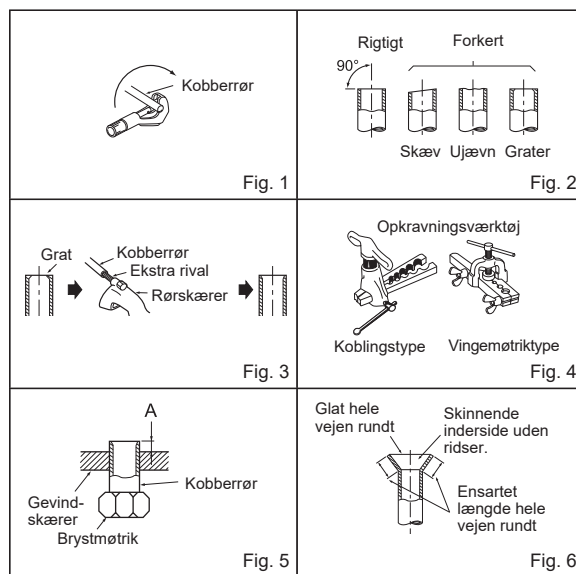 Kobberrør
Fig. 1
Rigtigt
Forkert
90°
Skæv Ujævn Grater
Fig. 2
Grat
Kobberrør
Ekstra rival
Rørskærer
Fig. 3
Opkravningsværktøj
Koblingstype
Vingemøtriktype
Fig. 4
A
Kobberrør
Gevind-
skærer
Brystmøtrik
Fig. 5
Glat hele
vejen rundt
Skinnende
inderside uden
ridser.
Ensartet
længde hele
vejen rundt
Fig. 6